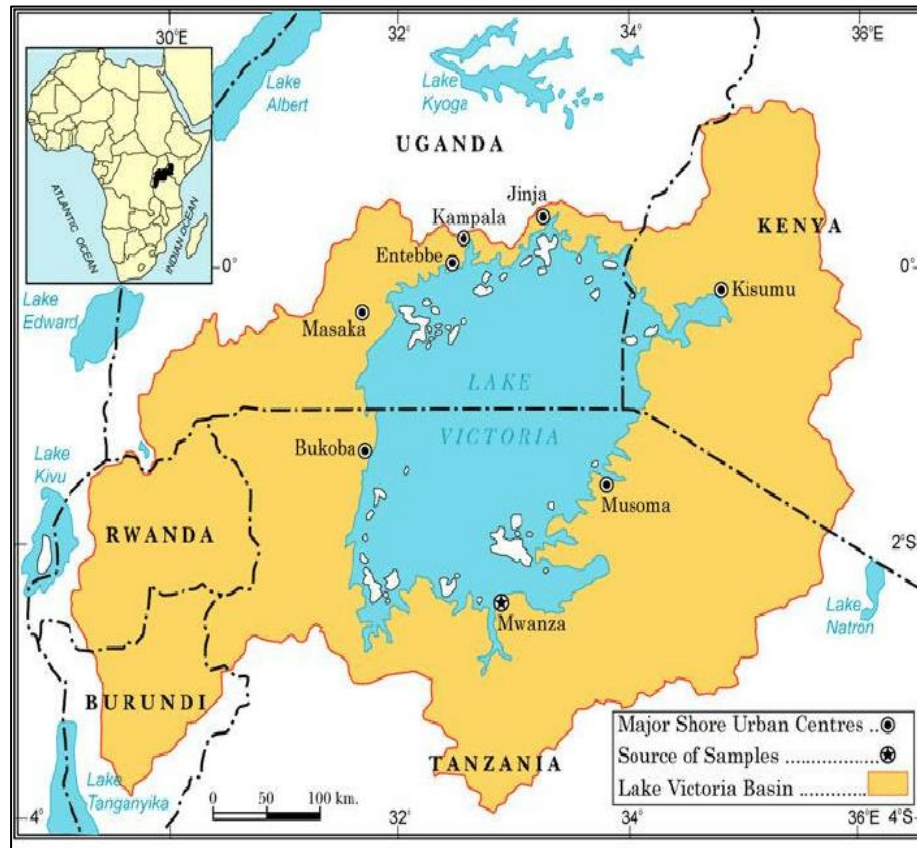 30°E
32°
34°
36°E
Lake
Albert
Lake
Kyoga
UGANDA
ATLANTIC
OCEAN
INDIAN OCEAN
Jinja
Kampala
KENYA
Entebbe
0°
0°
Lake
Edward
Kisumu
Masaka
LAKE
VICTORIA
Bukoba
Lake
Kivu
Musoma
RWANDA
2°S
Mwanza
Lake
Natron
BURUNDI
Major Shore Urban Centres ..
Source of Samples ..............
Lake Victoria Basin ............
TANZANIA
Lake
Tanganyika
0 50 100 km.
4°
32°
34°
36°E
4°S